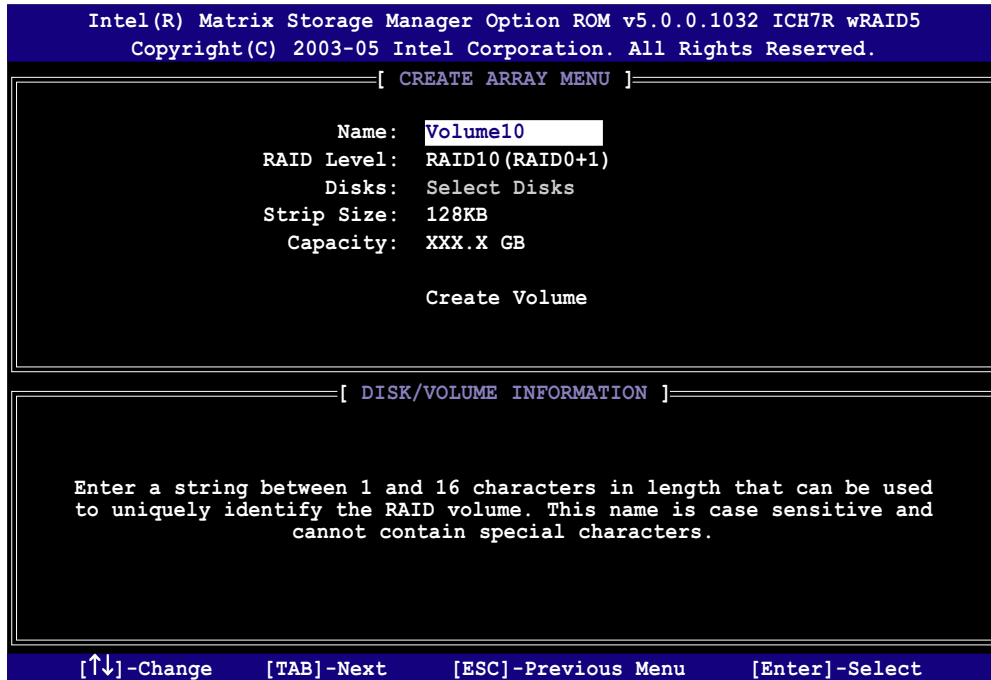 Intel(R) Matrix Storage Manager Option ROM v5.0.0.1032 ICH7R wRAID5
Copyright(C) 2003-05 Intel Corporation. All Rights Reserved.
[ CREATE ARRAY MENU ]
Name: Volume10
RAID Level: RAID10(RAID0+1)
Disks: Select Disks
Strip Size: 128KB
Capacity: XXX.X GB
Create Volume
[ DISK/VOLUME INFORMATION ]
Enter a string between 1 and 16 characters in length that can be used
to uniquely identify the RAID volume. This name is case sensitive and
cannot contain special characters.
[↑↓]-Change [TAB]-Next [ESC]-Previous Menu [Enter]-Select